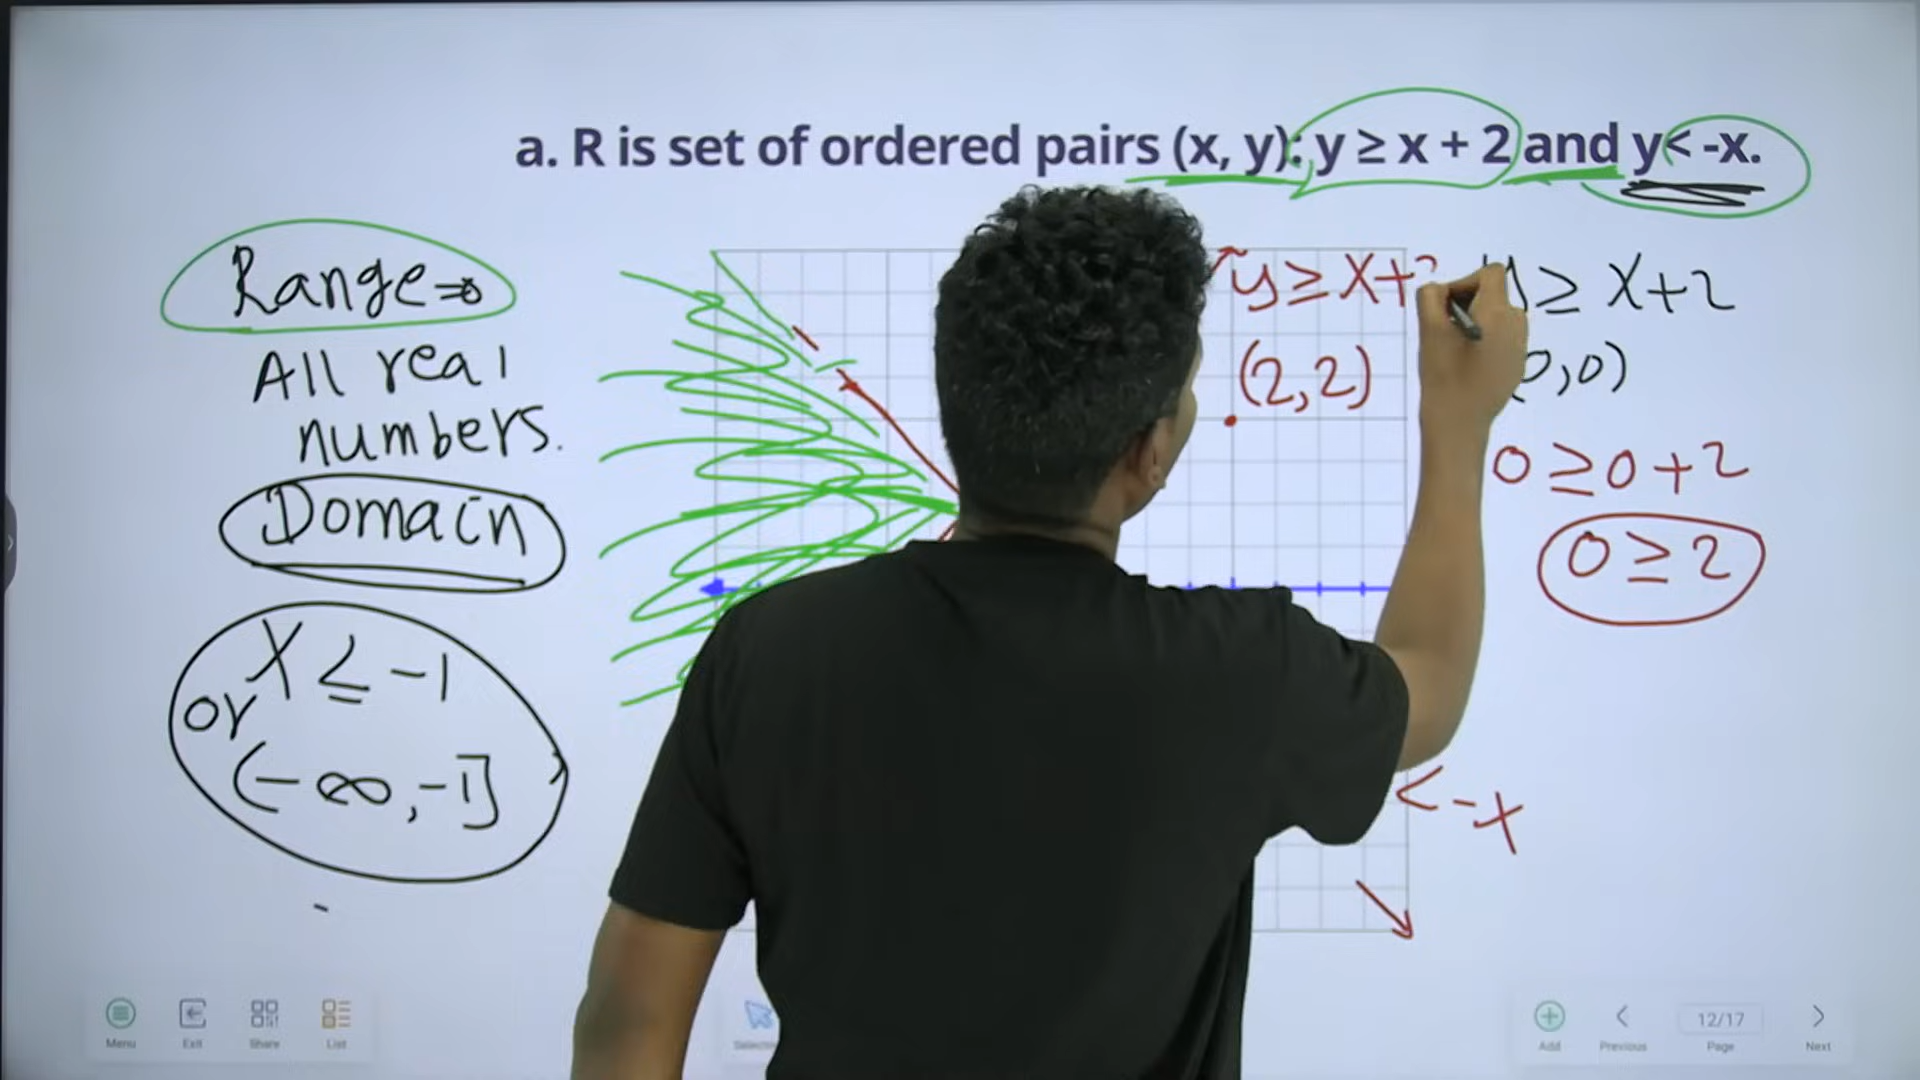 a. R is set of ordered pairs (x, y): y ≥ x + 2 and y< -x.
Range⇒
All real
numbers.
Domain
X ≤ -1
or
(-∞,-1]
y ≥ X+2
(2,2)
y ≥ X+2
(0,0)
0 ≥ 0+2
0 ≥ 2
< -X
Menu
Exit
Share
List
Add
Previous
12/17
Page
Next